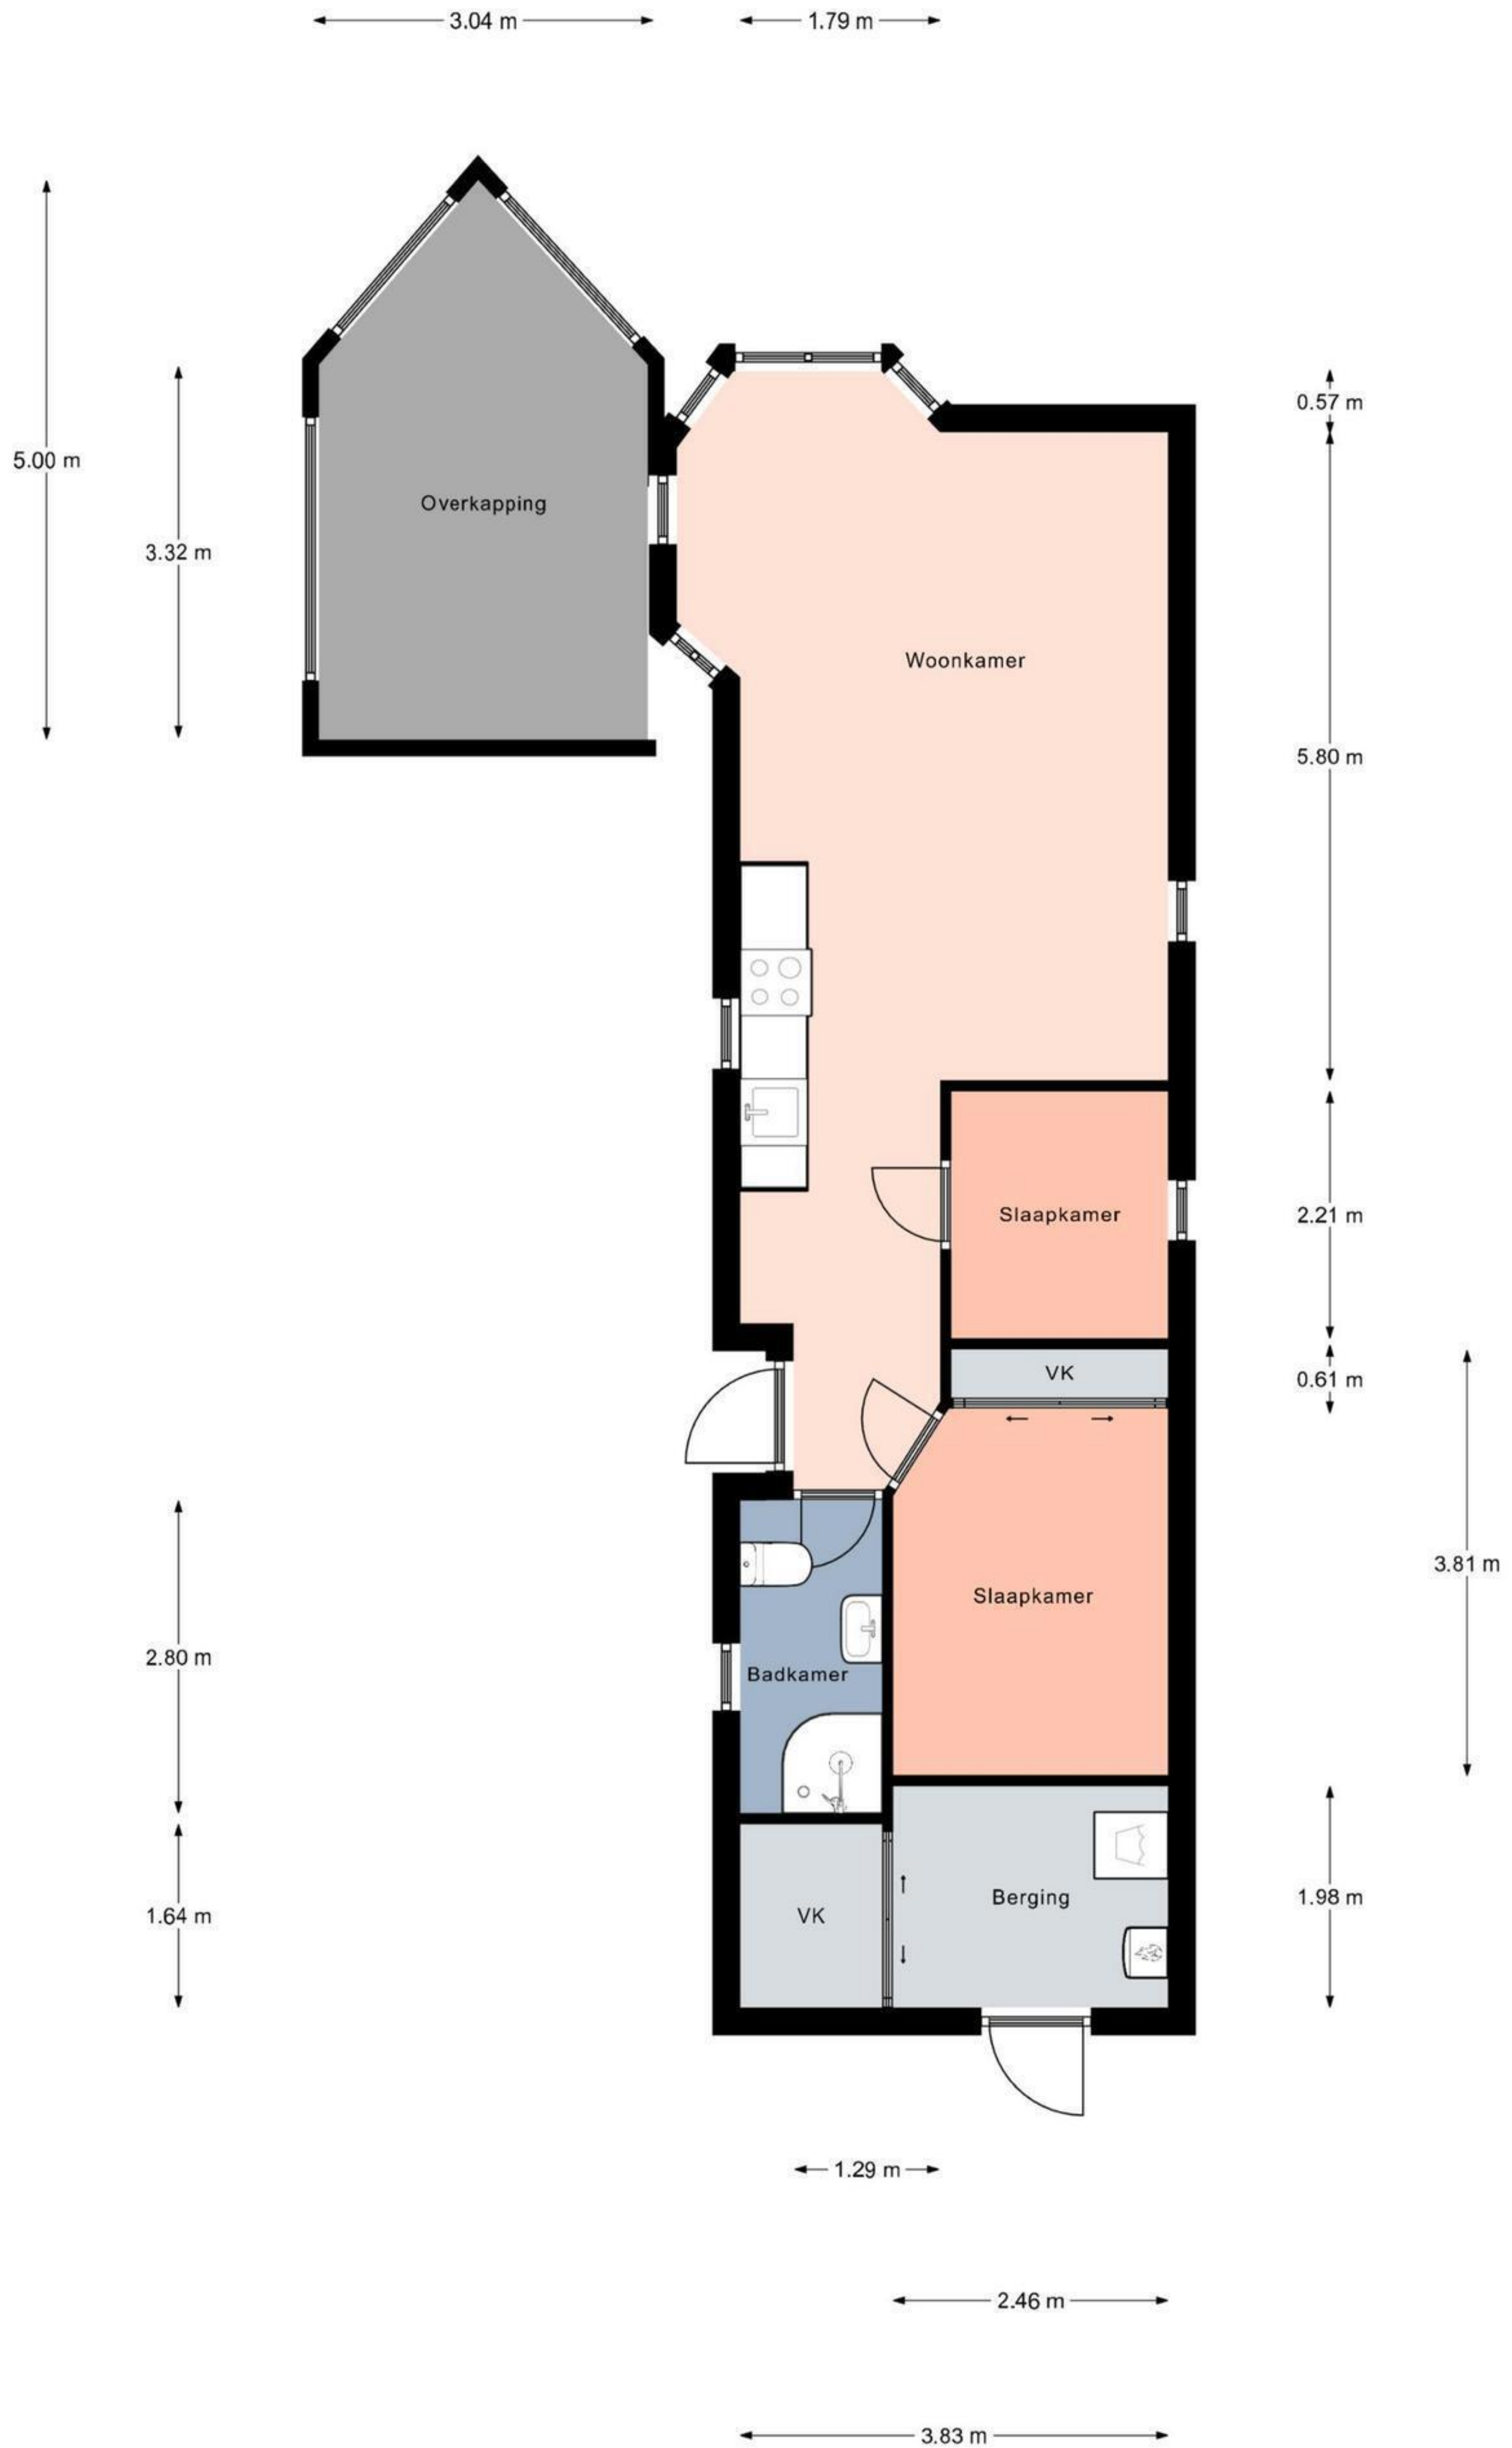 3.04 m
1.79 m
0.57 m
5.00 m
Overkapping
3.32 m
Woonkamer
5.80 m
Slaapkamer
2.21 m
VK
0.61 m
3.81 m
Slaapkamer
2.80 m
Badkamer
Berging
1.98 m
VK
1.64 m
1.29 m
2.46 m
3.83 m